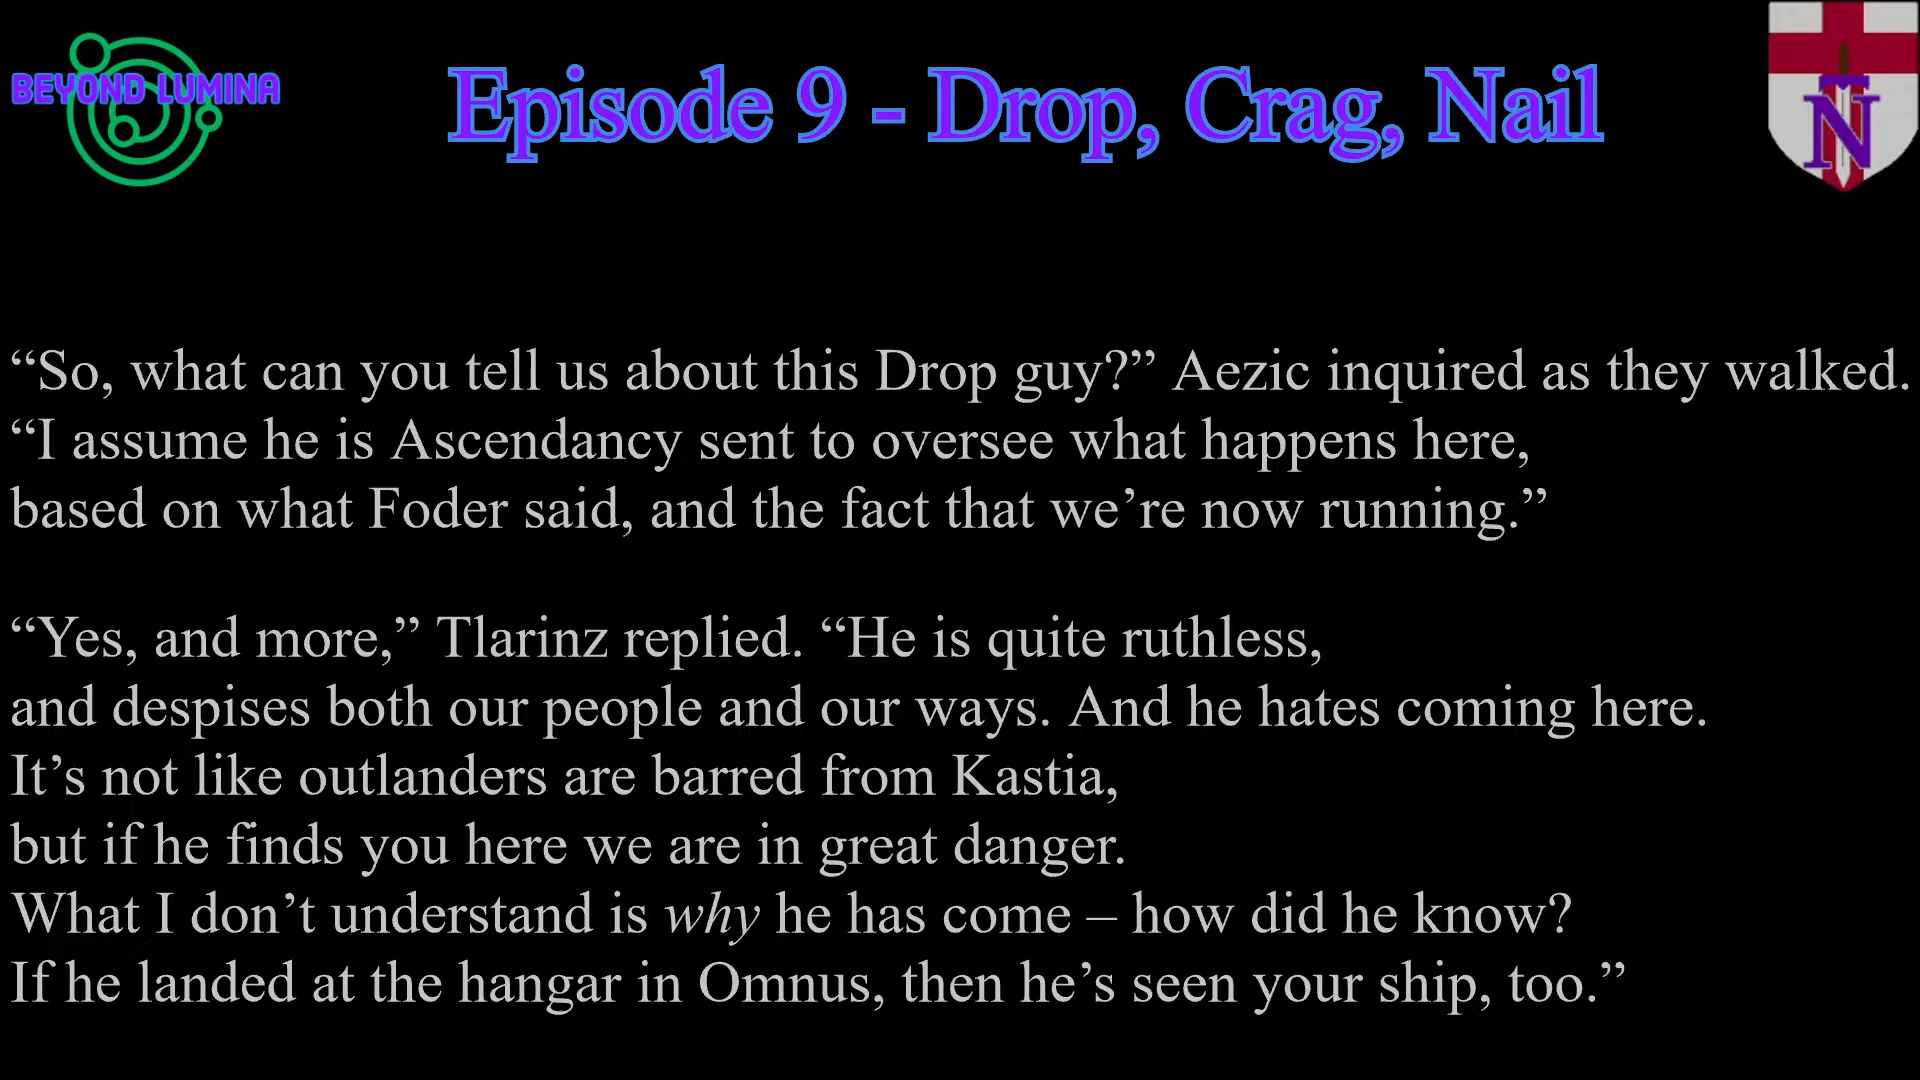 BEYOND LUMINA
Episode 9 - Drop, Crag, Nail
N
“So, what can you tell us about this Drop guy?” Aezic inquired as they walked.
“I assume he is Ascendancy sent to oversee what happens here,
based on what Foder said, and the fact that we’re now running.”
“Yes, and more,” Tlarinz replied. “He is quite ruthless,
and despises both our people and our ways. And he hates coming here.
It’s not like outlanders are barred from Kastia,
but if he finds you here we are in great danger.
What I don’t understand is why he has come – how did he know?
If he landed at the hangar in Omnus, then he’s seen your ship, too.”